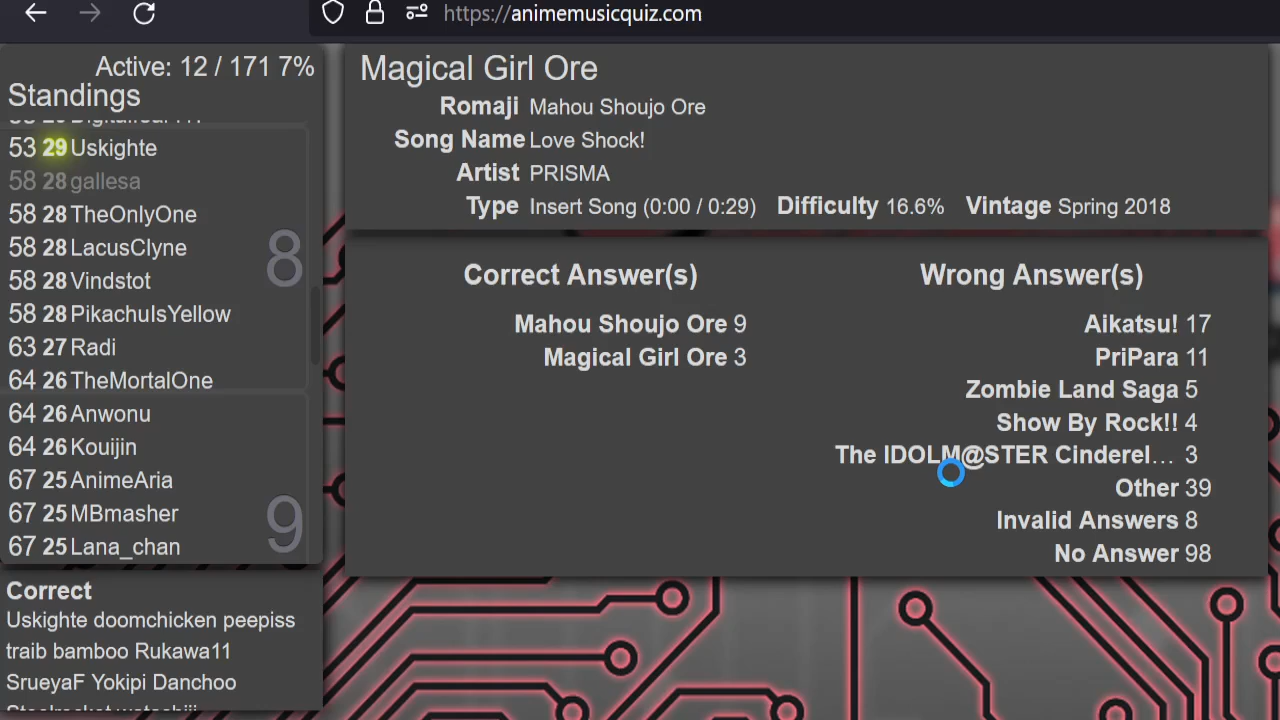 https://animemusicquiz.com
Active: 12 / 171 7%
Standings
53 29 Uskighte
58 28 gallesa
58 28 TheOnlyOne
58 28 LacusClyne
58 28 Vindstot
58 28 PikachuIsYellow
63 27 Radi
64 26 TheMortalOne
8
64 26 Anwonu
64 26 Kouijin
67 25 AnimeAria
67 25 MBmasher
67 25 Lana_chan
9
Correct
Uskighte doomchicken peepiss
traib bamboo Rukawa11
SrueyaF Yokipi Danchoo
Magical Girl Ore
Romaji Mahou Shoujo Ore
Song Name Love Shock!
Artist PRISMA
Type Insert Song (0:00 / 0:29) Difficulty 16.6% Vintage Spring 2018
Correct Answer(s)
Mahou Shoujo Ore 9
Magical Girl Ore 3
Wrong Answer(s)
Aikatsu! 17
PriPara 11
Zombie Land Saga 5
Show By Rock!! 4
The IDOLM@STER Cinderel… 3
Other 39
Invalid Answers 8
No Answer 98